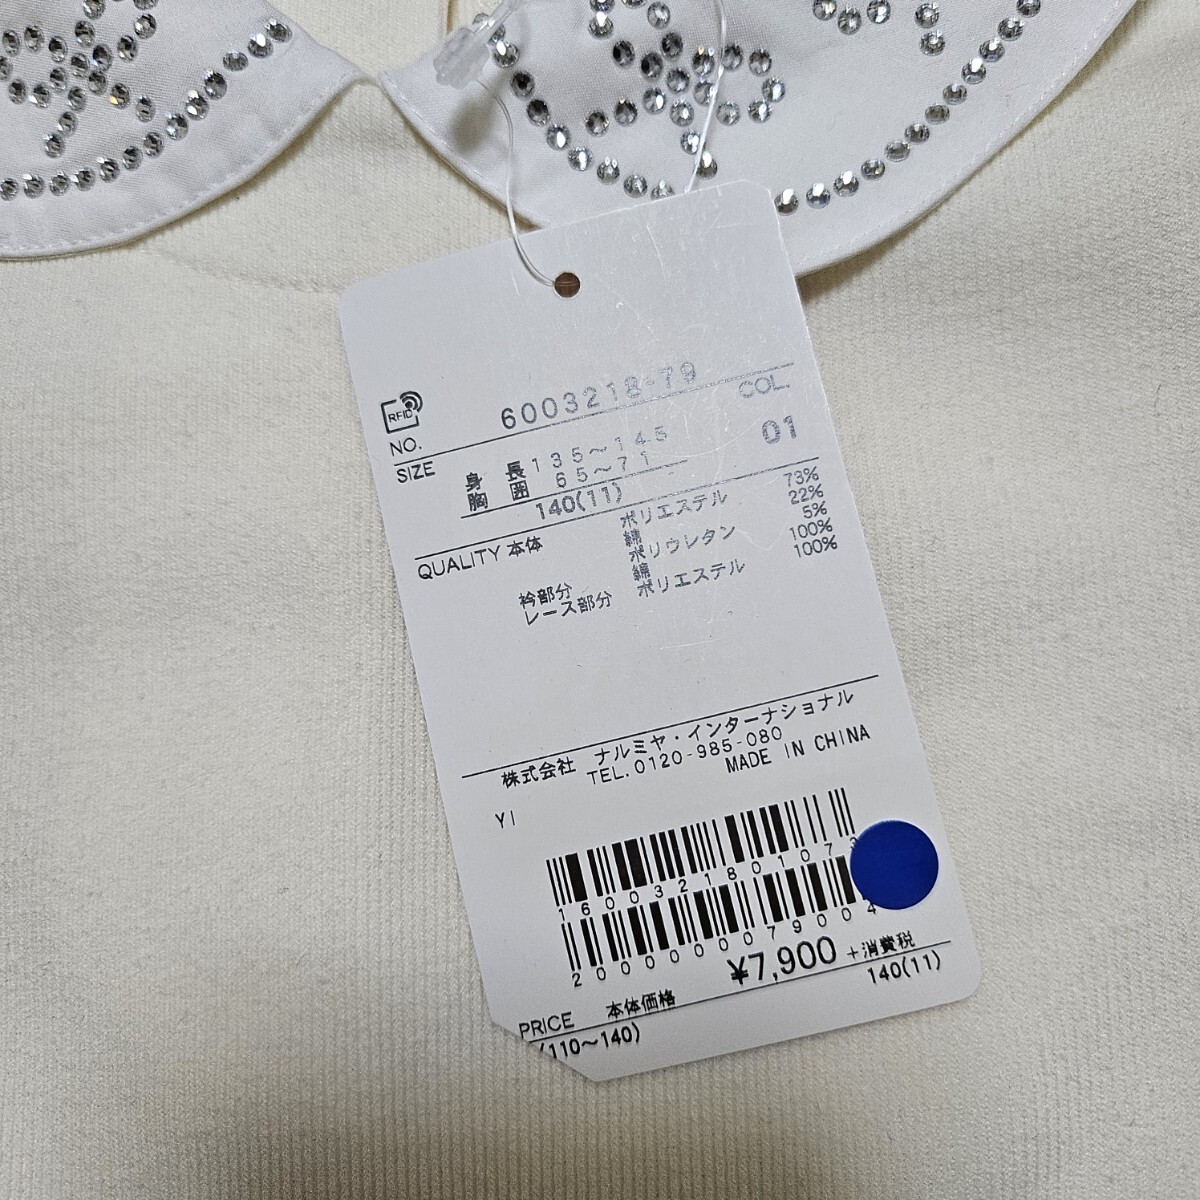 RFID
NO. 6003218-79 COL.
SIZE 身長 135～145 01
胸囲 65～71
140(11)
QUALITY 本体 ポリエステル 73%
綿 22%
ポリウレタン 5%
衿部分 綿 100%
レース部分 ポリエステル 100%
株式会社 ナルミヤ・インターナショナル
TEL.0120-985-080
MADE IN CHINA
YI
160032180107
2000000079004
¥7,900 +消費税
PRICE 本体価格 140(11)
(110～140)